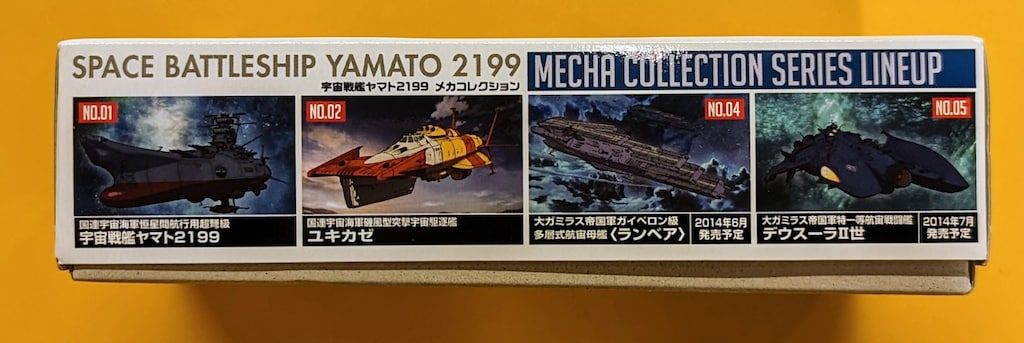 SPACE BATTLESHIP YAMATO 2199
MECHA COLLECTION SERIES LINEUP
宇宙戦艦ヤマト2199 メカコレクション
NO.01
国連宇宙海軍恒星間航行用超弩級
宇宙戦艦ヤマト2199
NO.02
国連宇宙海軍磯風型突撃宇宙駆逐艦
ユキカゼ
NO.04
大ガミラス帝国軍ガイペロン級
多層式航宙母艦〈ランベア〉
2014年6月
発売予定
NO.05
大ガミラス帝国軍特一等航宙戦闘艦
デウスーラII世
2014年7月
発売予定